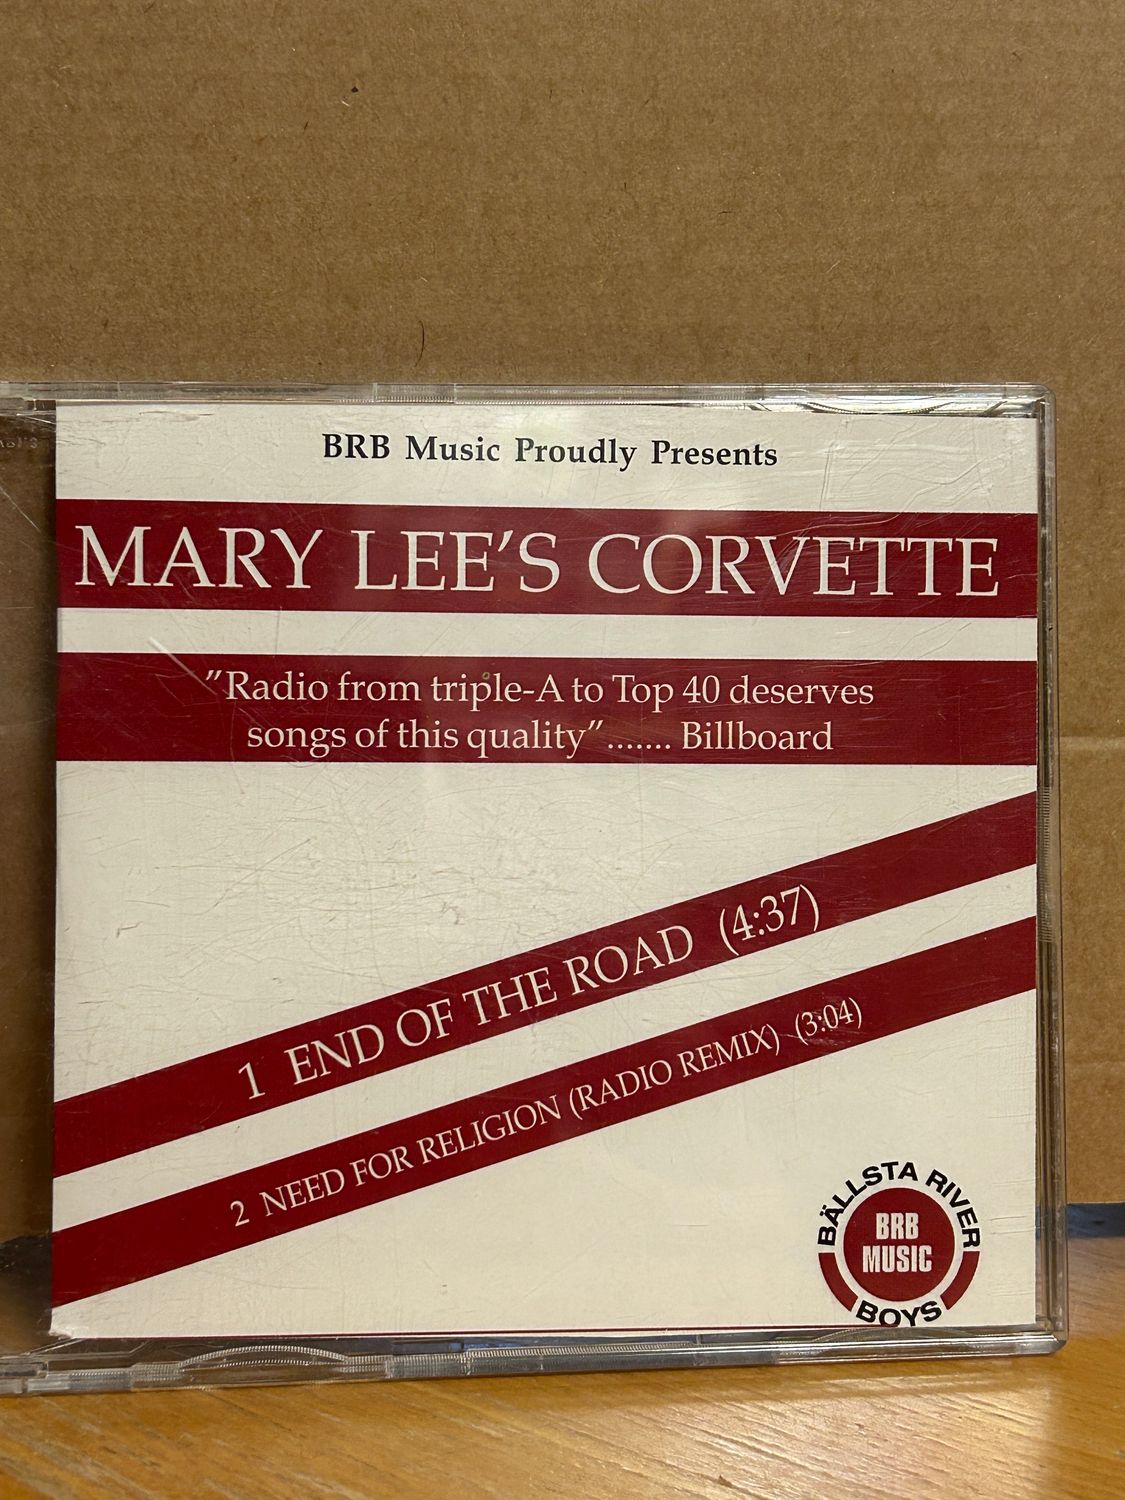 BRB Music Proudly Presents
MARY LEE'S CORVETTE
"Radio from triple-A to Top 40 deserves
songs of this quality"....... Billboard
1 END OF THE ROAD (4:37)
2 NEED FOR RELIGION (RADIO REMIX) (3:04)
BÄLLSTA RIVER
BRB
MUSIC
BOYS